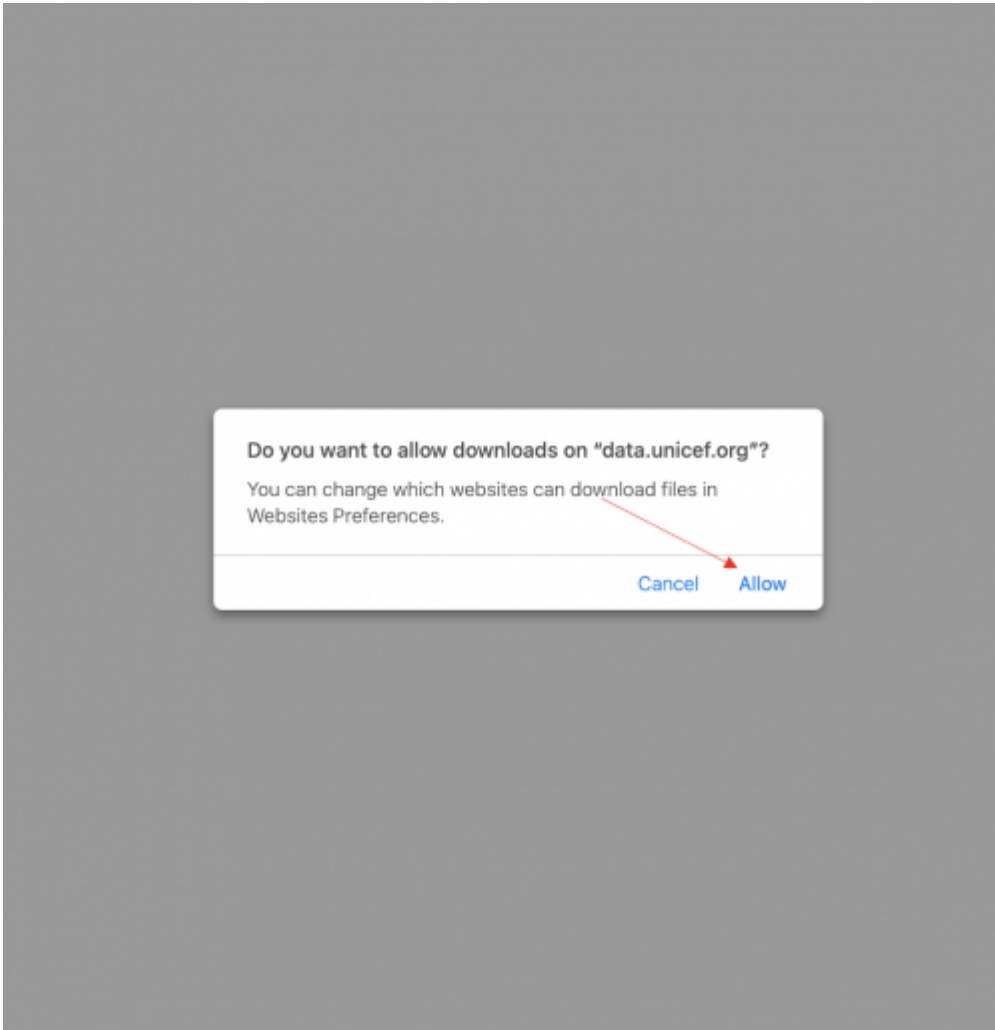 Do you want to allow downloads on “data.unicef.org”?
You can change which websites can download files in
Websites Preferences.
Cancel Allow